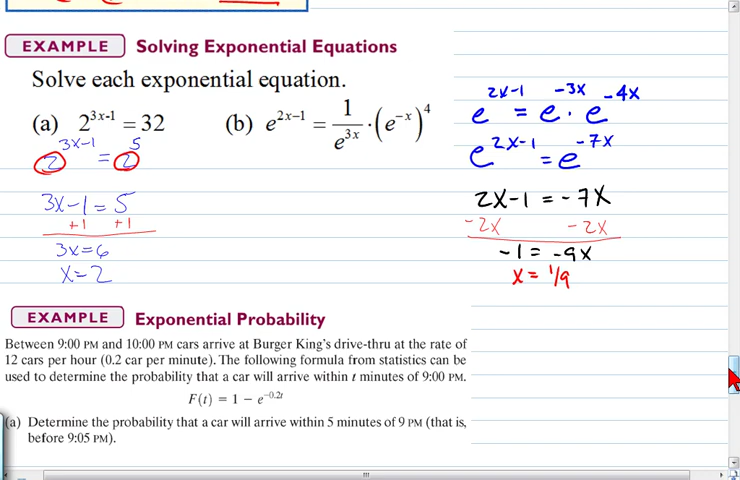 EXAMPLE Solving Exponential Equations
Solve each exponential equation.
(a) 2^{3x-1} = 32 (b) e^{2x-1} = \frac{1}{e^{3x}} \cdot (e^{-x})^4
2^{3x-1} = 2^5
3x-1=5
+1 +1
3x=6
x=2
e^{2x-1} = e^{-3x} \cdot e^{-4x}
e^{2x-1} = e^{-7x}
2x-1 = -7x
-2x -2x
-1 = -9x
x = 1/9
EXAMPLE Exponential Probability
Between 9:00 PM and 10:00 PM cars arrive at Burger King's drive-thru at the rate of
12 cars per hour (0.2 car per minute). The following formula from statistics can be
used to determine the probability that a car will arrive within t minutes of 9:00 PM.
F(t) = 1 − e^{−0.2t}
(a) Determine the probability that a car will arrive within 5 minutes of 9 PM (that is,
before 9:05 PM).